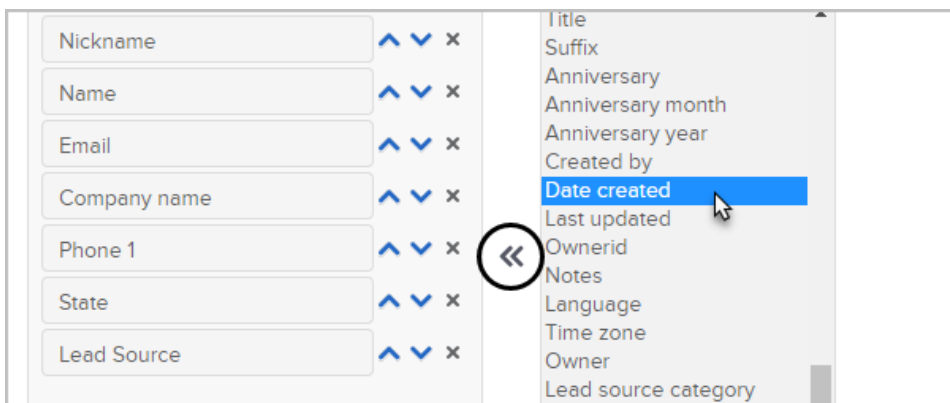 Nickname
Name
Email
Company name
Phone 1
State
Lead Source
Title
Suffix
Anniversary
Anniversary month
Anniversary year
Created by
Date created
Last updated
Ownerid
Notes
Language
Time zone
Owner
Lead source category